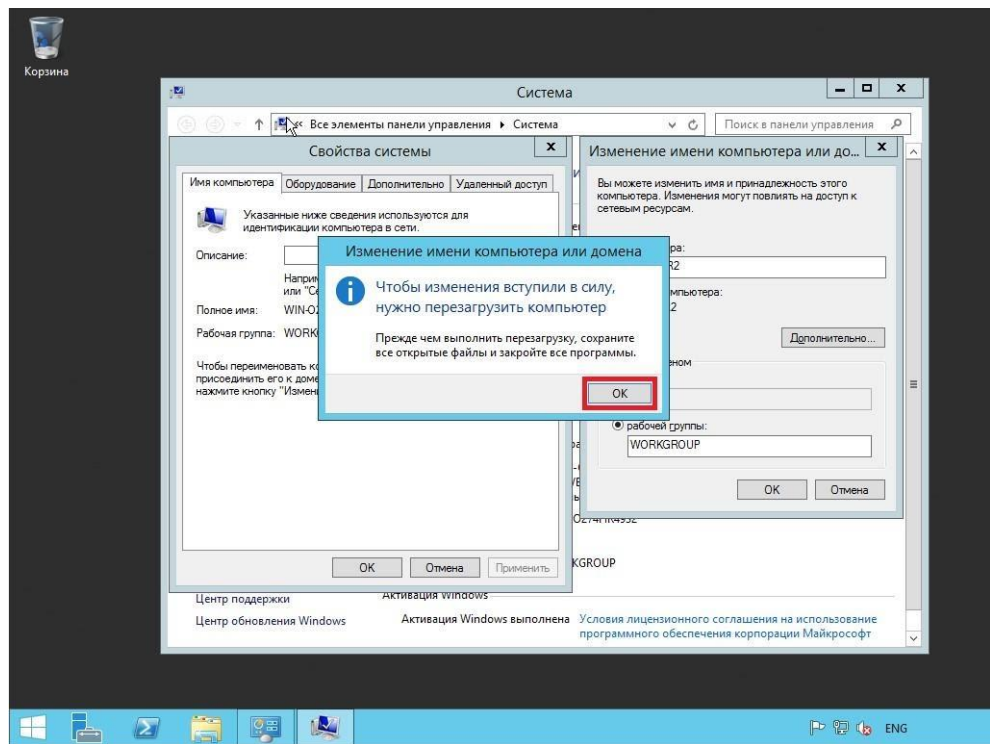 Корзина
Система
Все элементы панели управления
Система
Поиск в панели управления
Свойства системы
Имя компьютера
Оборудование
Дополнительно
Удаленный доступ
Указанные ниже сведения используются для
идентификации компьютера в сети.
Описание:
или "С
Полное имя:
WIN-O
Рабочая группа:
WORK
присоединить его к
нажмите кнопку
OK
Отмена
Применить
Изменение имени компьютера или до...
Вы можете изменить имя и принадлежность этого
компьютера. Изменения могут повлиять на доступ к
сетевым ресурсам.
R2
Дополнительно...
рабочей группы:
WORKGROUP
OK
Отмена
Изменение имени компьютера или домена
Чтобы изменения вступили в силу,
нужно перезагрузить компьютер
Прежде чем выполнить перезагрузку, сохраните
все открытые файлы и закройте все программы.
OK
KGROUP
Центр поддержки
Активация Windows
Центр обновления Windows
Активация Windows выполнена
Условия лицензионного соглашения на использование
программного обеспечения корпорации Майкрософт
ENG